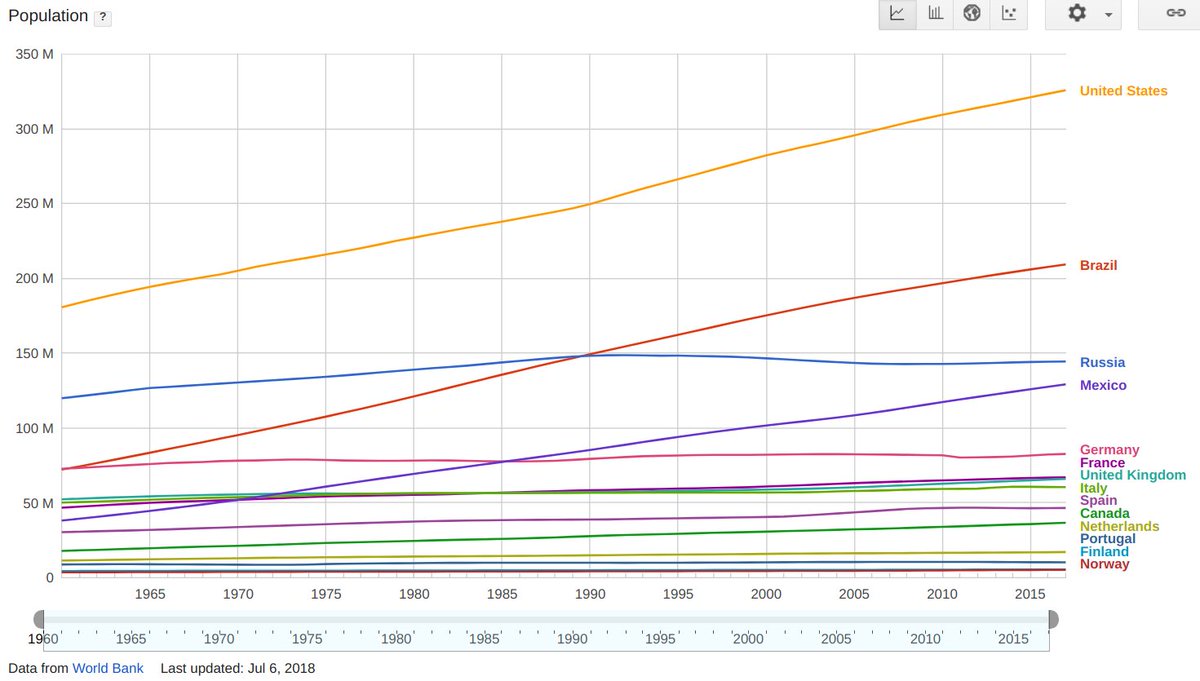 Population ?
350 M
300 M
250 M
200 M
150 M
100 M
50 M
0
United States
Brazil
Russia
Mexico
Germany
France
United Kingdom
Italy
Spain
Canada
Netherlands
Portugal
Finland
Norway
1965 1970 1975 1980 1985 1990 1995 2000 2005 2010 2015
1960 1965 1970 1975 1980 1985 1990 1995 2000 2005 2010 2015
Data from World Bank Last updated: Jul 6, 2018